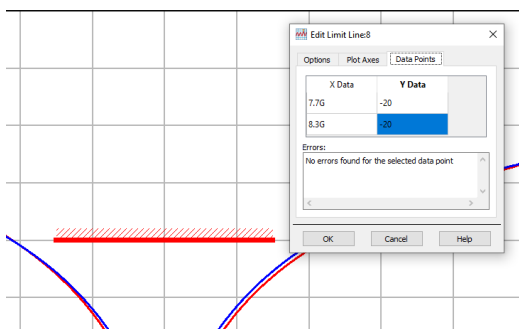 Edit Limit Line:8
Options Plot Axes Data Points
X Data Y Data
7.7G -20
8.3G -20
Errors:
No errors found for the selected data point
OK Cancel Help